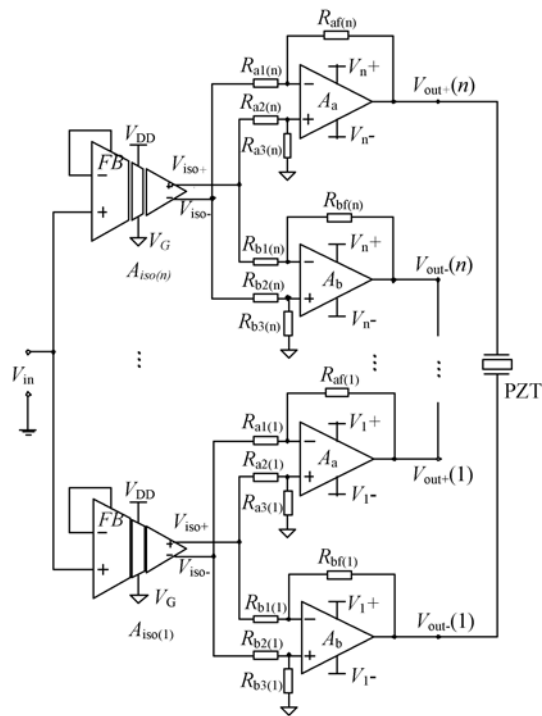 Raf(n)
Ra1(n)
Vn+
Vout+(n)
Ra2(n)
Aa
VDD
FB
Viso+
Ra3(n)
Vn-
Viso-
Rbf(n)
VG
Rb1(n)
Vn+
Vout-(n)
Aiso(n)
Rb2(n)
Ab
Rb3(n)
Vn-
Vin
...
...
...
Raf(1)
PZT
Ra1(1)
V1+
Ra2(1)
Aa
Vout+(1)
VDD
FB
Viso+
Ra3(1)
V1-
Viso-
Rbf(1)
VG
Rb1(1)
V1+
Aiso(1)
Rb2(1)
Ab
Vout-(1)
Rb3(1)
V1-